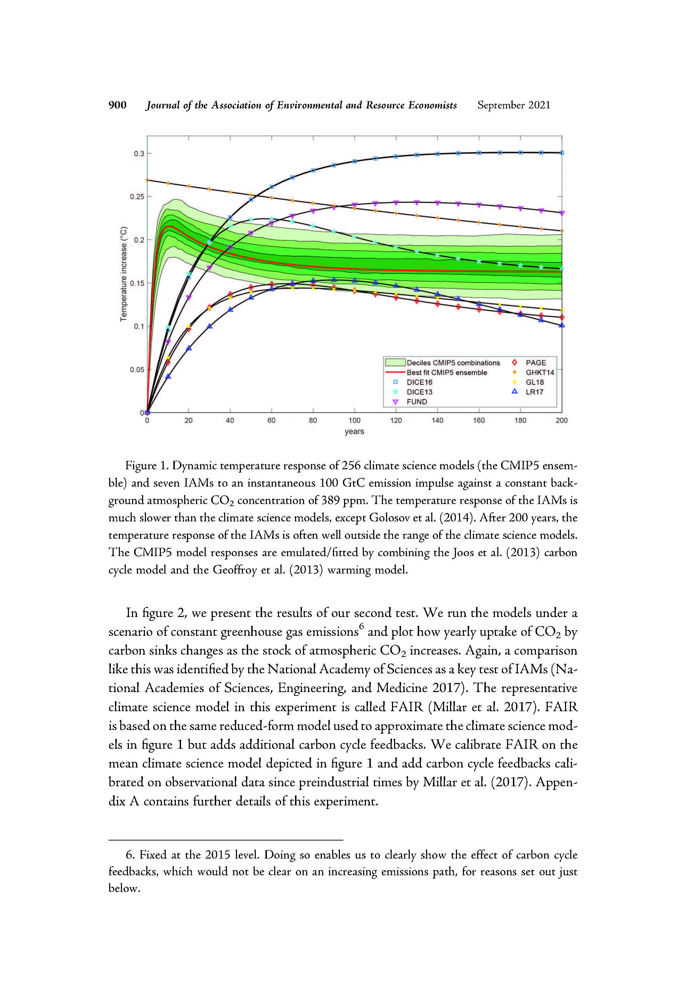 900 Journal of the Association of Environmental and Resource Economists September 2021
0.3
0.25
0.2
0.15
0.1
0.05
0
Temperature increase (°C)
0 20 40 60 80 100 120 140 160 180 200
years
Deciles CMIP5 combinations
Best fit CMIP5 ensemble
DICE16
DICE13
FUND
PAGE
GHKT14
GL18
LR17
Figure 1. Dynamic temperature response of 256 climate science models (the CMIP5 ensem-
ble) and seven IAMs to an instantaneous 100 GtC emission impulse against a constant back-
ground atmospheric CO₂ concentration of 389 ppm. The temperature response of the IAMs is
much slower than the climate science models, except Golosov et al. (2014). After 200 years, the
temperature response of the IAMs is often well outside the range of the climate science models.
The CMIP5 model responses are emulated/fitted by combining the Joos et al. (2013) carbon
cycle model and the Geoffroy et al. (2013) warming model.
In figure 2, we present the results of our second test. We run the models under a
scenario of constant greenhouse gas emissions⁶ and plot how yearly uptake of CO₂ by
carbon sinks changes as the stock of atmospheric CO₂ increases. Again, a comparison
like this was identified by the National Academy of Sciences as a key test of IAMs (Na-
tional Academies of Sciences, Engineering, and Medicine 2017). The representative
climate science model in this experiment is called FAIR (Millar et al. 2017). FAIR
is based on the same reduced-form model used to approximate the climate science mod-
els in figure 1 but adds additional carbon cycle feedbacks. We calibrate FAIR on the
mean climate science model depicted in figure 1 and add carbon cycle feedbacks cali-
brated on observational data since preindustrial times by Millar et al. (2017). Appen-
dix A contains further details of this experiment.
6. Fixed at the 2015 level. Doing so enables us to clearly show the effect of carbon cycle
feedbacks, which would not be clear on an increasing emissions path, for reasons set out just
below.